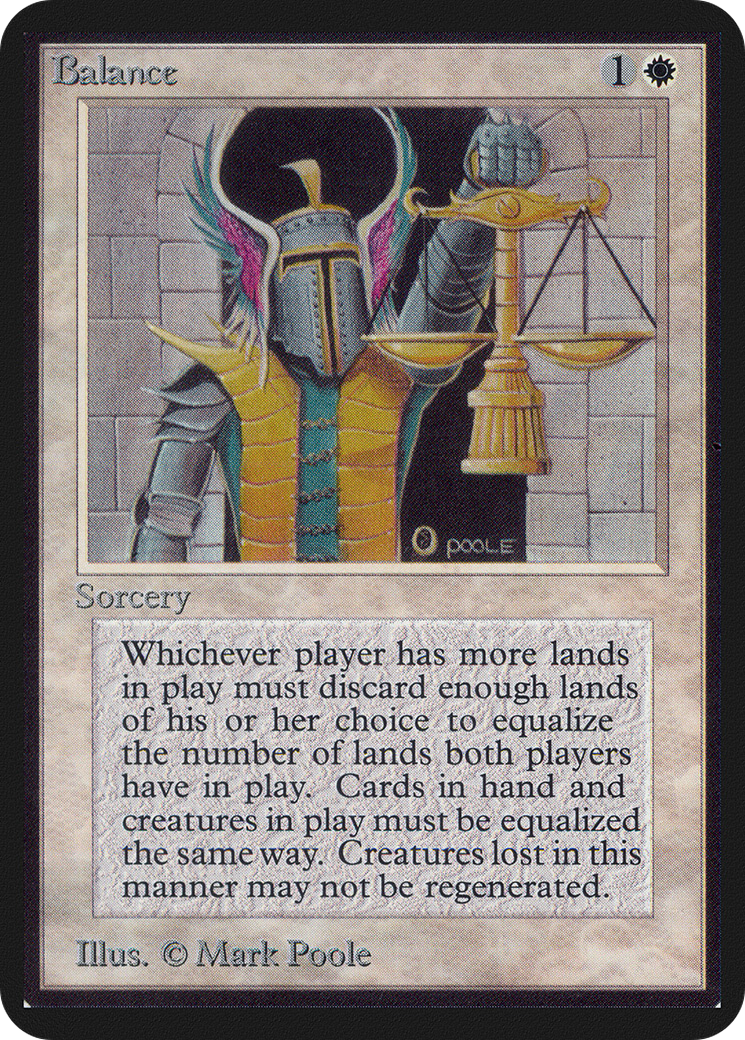 Balance 1
POOLE
Sorcery
Whichever player has more lands
in play must discard enough lands
of his or her choice to equalize
the number of lands both players
have in play. Cards in hand and
creatures in play must be equalized
the same way. Creatures lost in this
manner may not be regenerated.
Illus. © Mark Poole